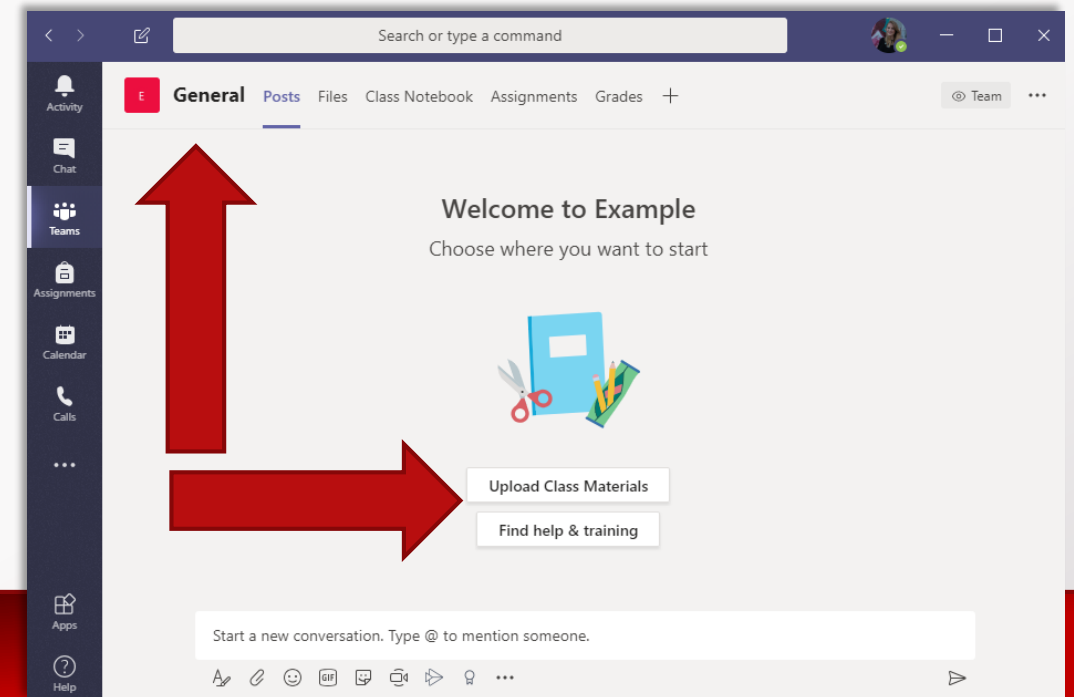 Search or type a command
Activity
Chat
Teams
Assignments
Calendar
Calls
Apps
Help
E General Posts Files Class Notebook Assignments Grades
Team
Welcome to Example
Choose where you want to start
Upload Class Materials
Find help & training
Start a new conversation. Type @ to mention someone.
GIF